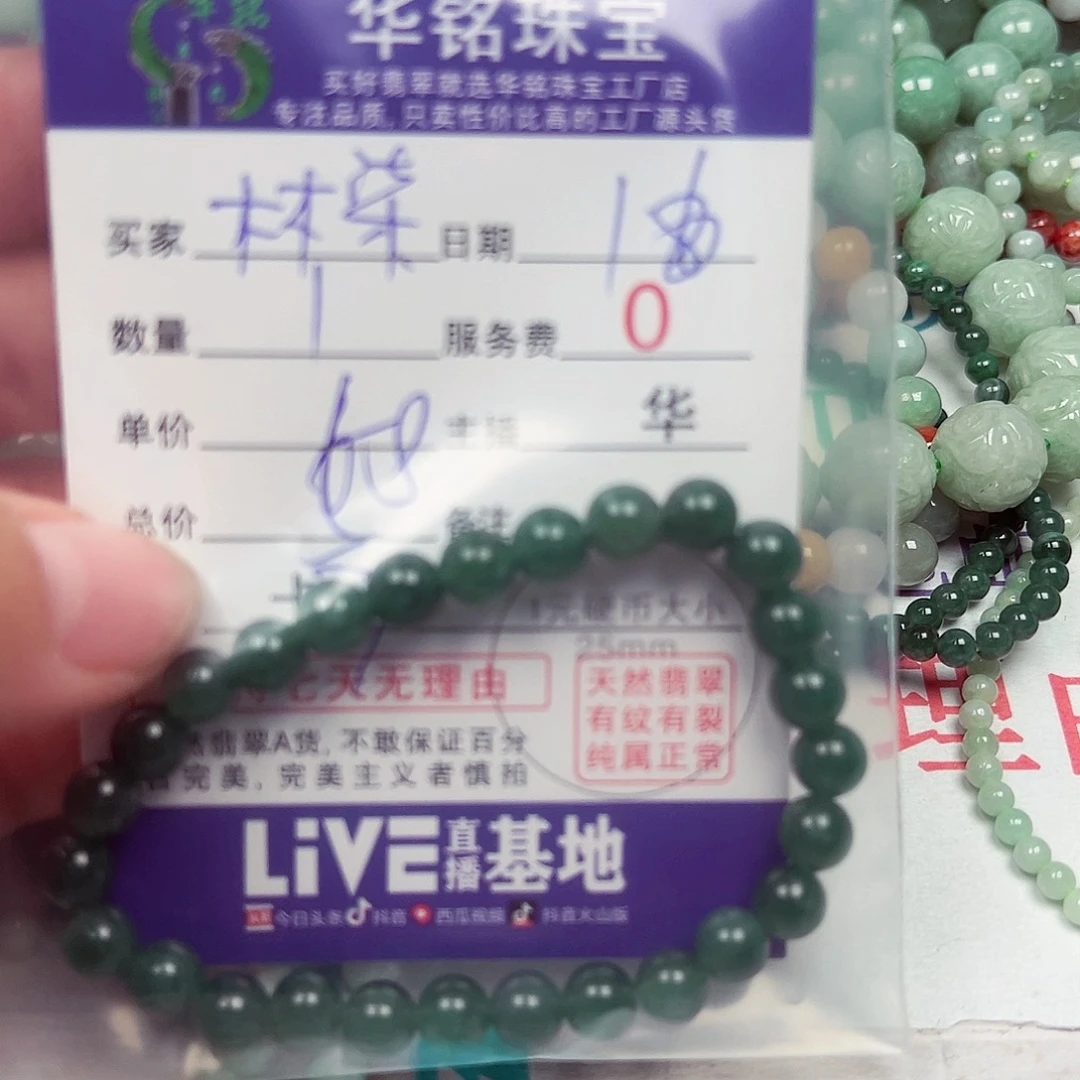 华铭珠宝
买好翡翠就选华铭珠宝工厂店
专注品质，只卖性价比高的工厂源头货
买家 林荣 日期 18
数量 1 服务费 0
单价 68 主播 华
总价 备注
1元硬币大小
25mm
七天无理由
天然翡翠
有纹有裂
纯属正常
翡翠A货，不敢保证百分
完美，完美主义者慎拍
LiVE 直播 基地
今日头条 抖音 西瓜视频 抖音火山版
理